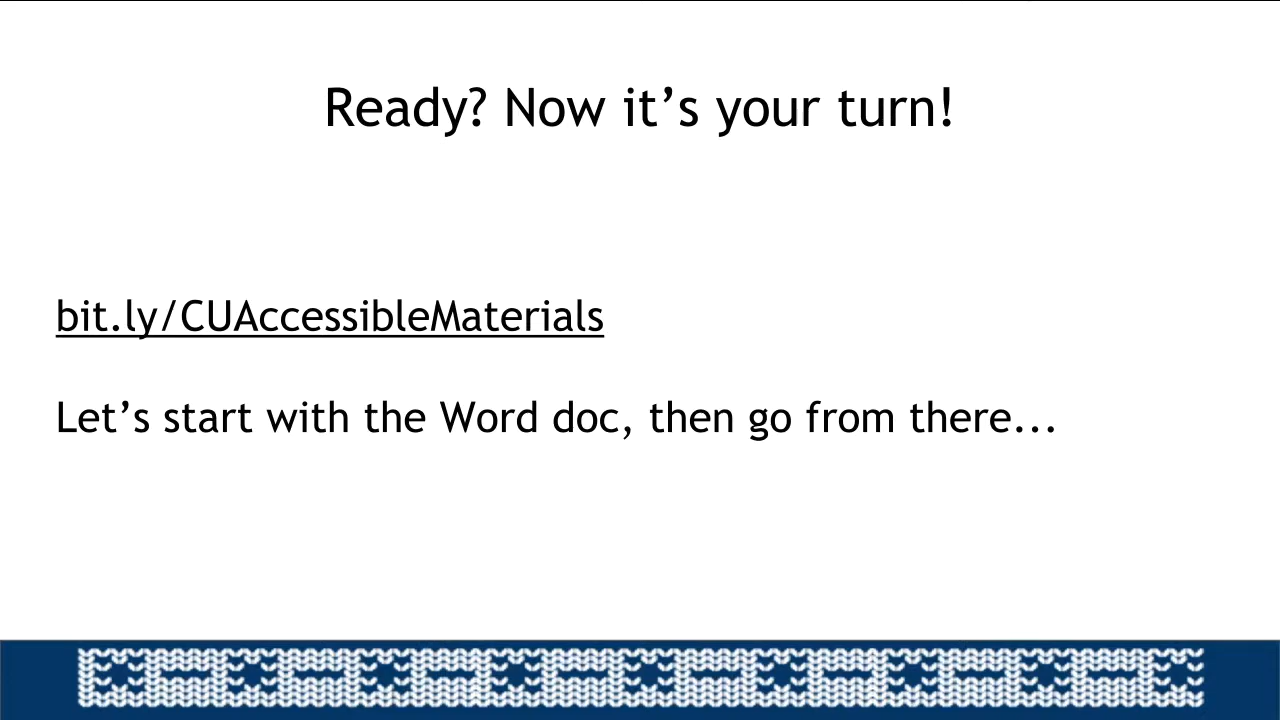 Ready? Now it’s your turn!
bit.ly/CUAccessibleMaterials
Let’s start with the Word doc, then go from there...